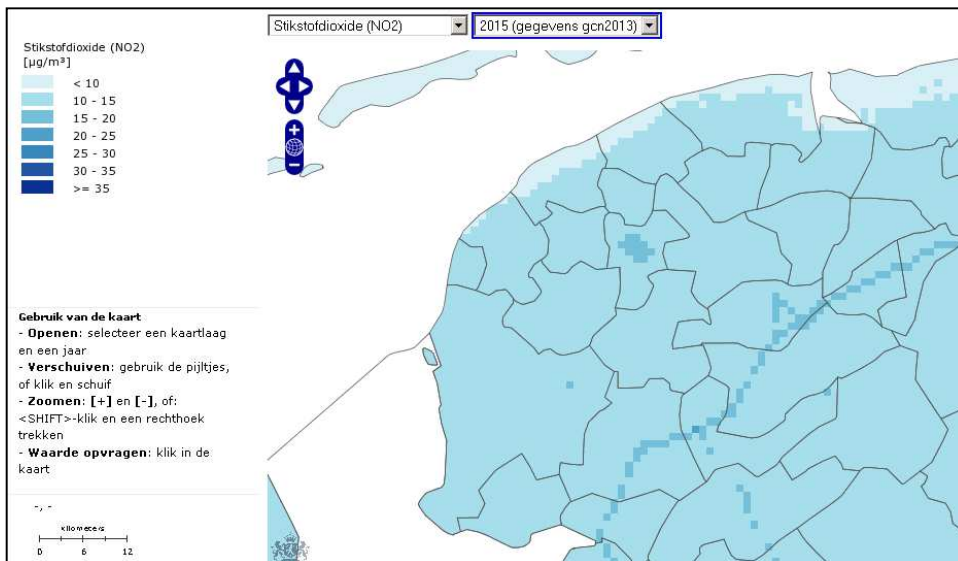 Stikstofdioxide (NO2)
2015 (gegevens gcn2013)
Stikstofdioxide (NO2)
[µg/m³]
< 10
10 - 15
15 - 20
20 - 25
25 - 30
30 - 35
>= 35
Gebruik van de kaart
- Openen: selecteer een kaartlaag
en een jaar
- Verschuiven: gebruik de pijltjes,
of klik en schuif
- Zoomen: [+] en [-], of:
<SHIFT>-klik en een rechthoek
trekken
- Waarde opvragen: klik in de
kaart
-, -
kilometers
0 6 12